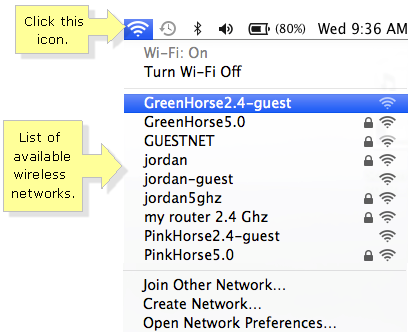 Click this
icon.
(80%) Wed 9:36 AM
Wi-Fi: On
Turn Wi-Fi Off
GreenHorse2.4-guest
GreenHorse5.0
GUESTNET
jordan
jordan-guest
jordan5ghz
my router 2.4 Ghz
PinkHorse2.4-guest
PinkHorse5.0
List of
available
wireless
networks.
Join Other Network...
Create Network...
Open Network Preferences...